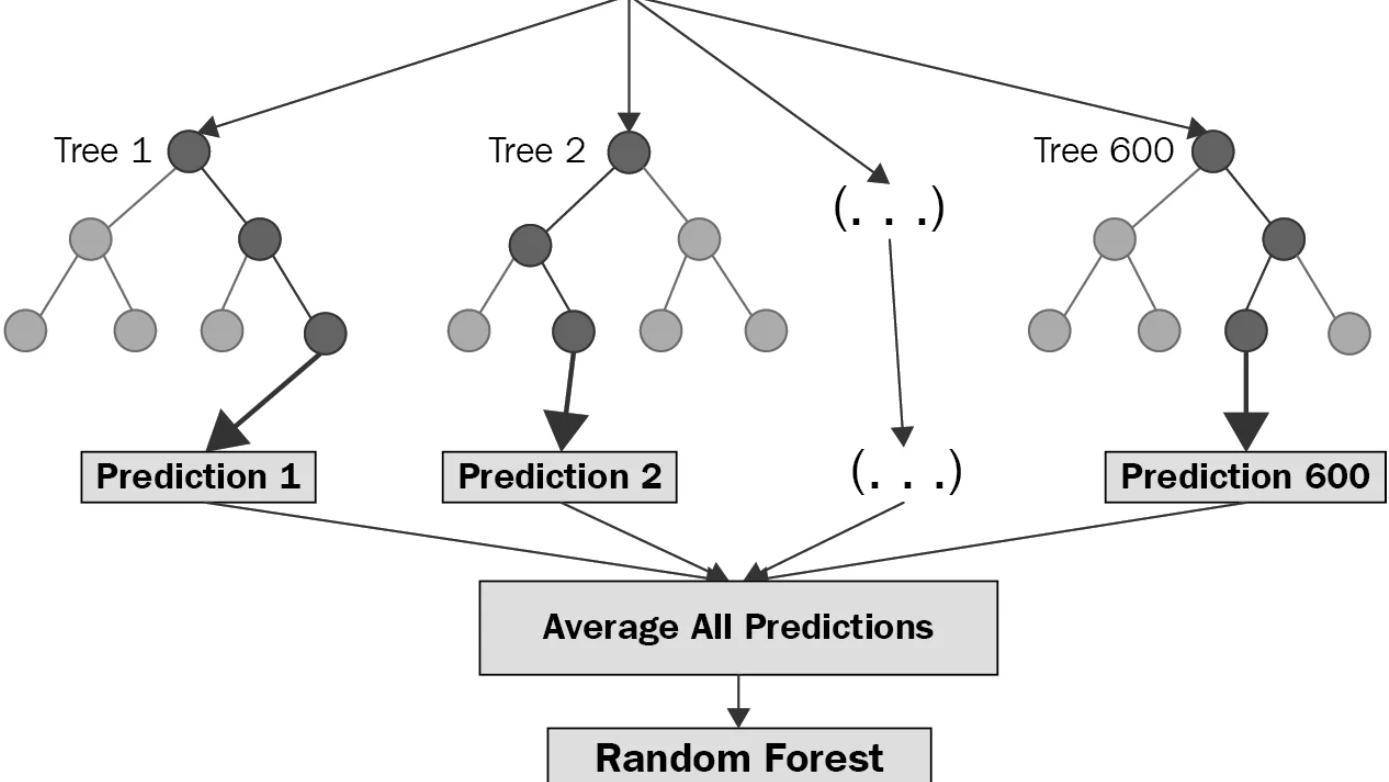 Tree 1
Tree 2
Tree 600
(. . .)
Prediction 1
Prediction 2
(. . .)
Prediction 600
Average All Predictions
Random Forest